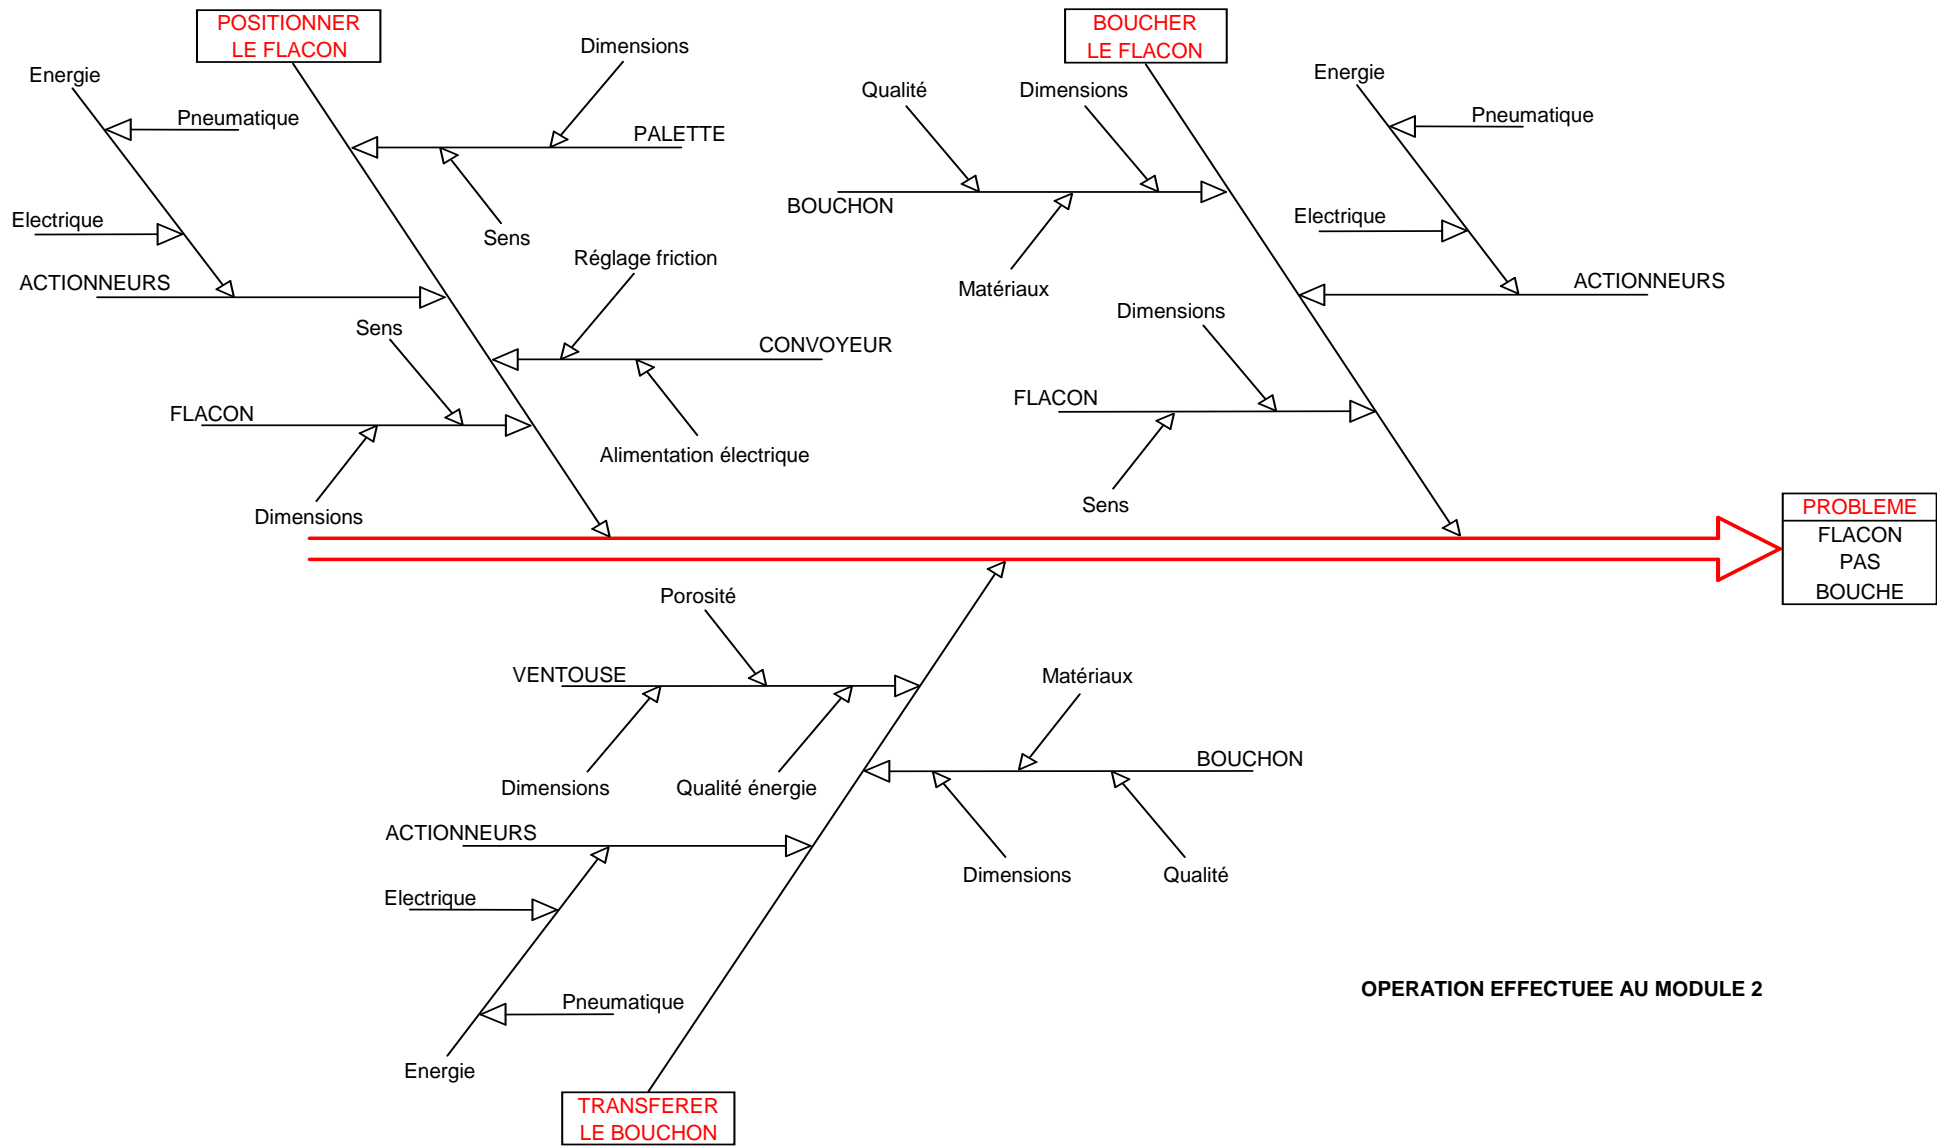 POSITIONNER
LE FLACON
Energie
Pneumatique
Dimensions
PALETTE
Electrique
Sens
ACTIONNEURS
Réglage friction
Sens
CONVOYEUR
FLACON
Alimentation électrique
Dimensions
BOUCHER
LE FLACON
Qualité
Dimensions
Energie
Pneumatique
BOUCHON
Electrique
Matériaux
ACTIONNEURS
Dimensions
FLACON
Sens
PROBLEME
FLACON
PAS
BOUCHE
Porosité
VENTOUSE
Matériaux
BOUCHON
Dimensions
Qualité énergie
ACTIONNEURS
Dimensions
Qualité
Electrique
Pneumatique
Energie
TRANSFERER
LE BOUCHON
OPERATION EFFECTUEE AU MODULE 2